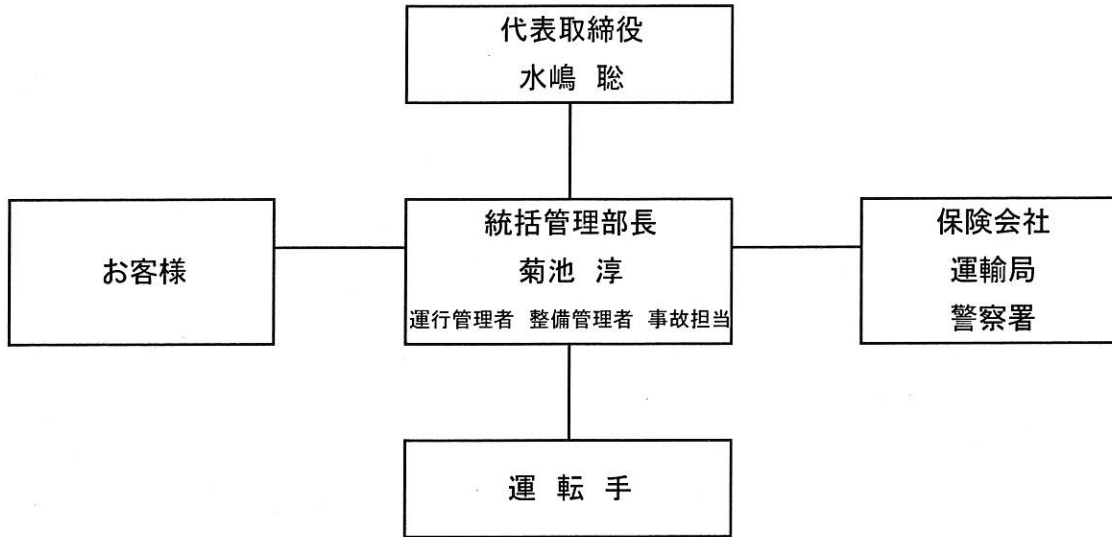 代表取締役
水嶋 聡
お客様
統括管理部長
菊池 淳
運行管理者 整備管理者 事故担当
保険会社
運輸局
警察署
運 転 手